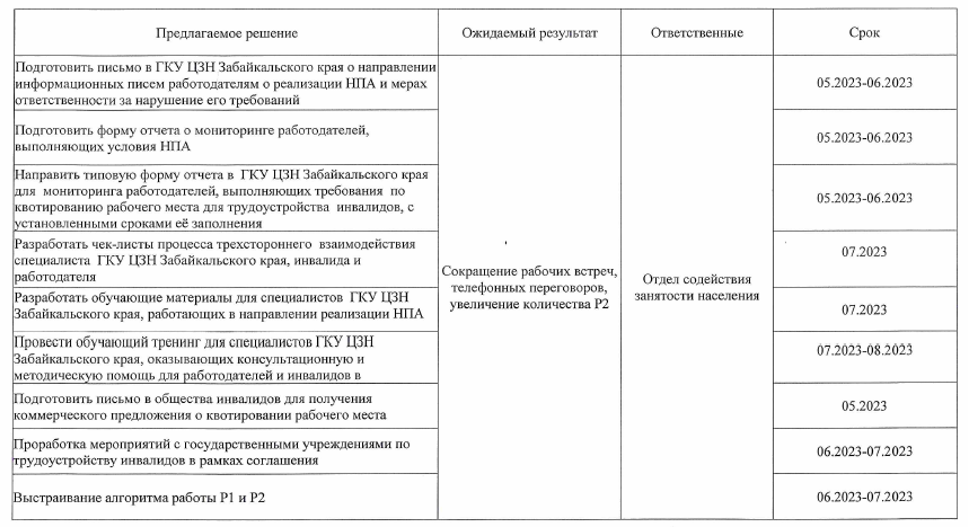 Предлагаемое решение
Ожидаемый результат
Ответственные
Срок
Подготовить письмо в ГКУ ЦЗН Забайкальского края о направлении
информационных писем работодателям о реализации НПА и мерах
ответственности за нарушение его требований
05.2023-06.2023
Подготовить форму отчета о мониторинге работодателей,
выполняющих условия НПА
05.2023-06.2023
Направить типовую форму отчета в ГКУ ЦЗН Забайкальского края
для мониторинга работодателей, выполняющих требования по
квотированию рабочего места для трудоустройства инвалидов, с
установленными сроками её заполнения
05.2023-06.2023
Разработать чек-листы процесса трехстороннего взаимодействия
специалиста ГКУ ЦЗН Забайкальского края, инвалида и
работодателя
07.2023
Сокращение рабочих встреч,
телефонных переговоров,
увеличение количества Р2
Отдел содействия
занятости населения
Разработать обучающие материалы для специалистов ГКУ ЦЗН
Забайкальского края, работающих в направлении реализации НПА
07.2023
Провести обучающий тренинг для специалистов ГКУ ЦЗН
Забайкальского края, оказывающих консультационную и
методическую помощь для работодателей и инвалидов в
07.2023-08.2023
Подготовить письмо в общества инвалидов для получения
коммерческого предложения о квотировании рабочего места
05.2023
Проработка мероприятий с государственными учреждениями по
трудоустройству инвалидов в рамках соглашения
06.2023-07.2023
Выстраивание алгоритма работы Р1 и Р2
06.2023-07.2023